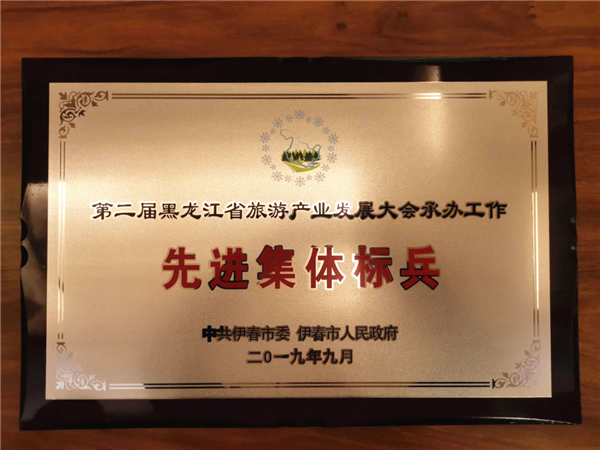 第二届黑龙江省旅游产业发展大会承办工作
先进集体标兵
中共伊春市委 伊春市人民政府
二0一九年九月